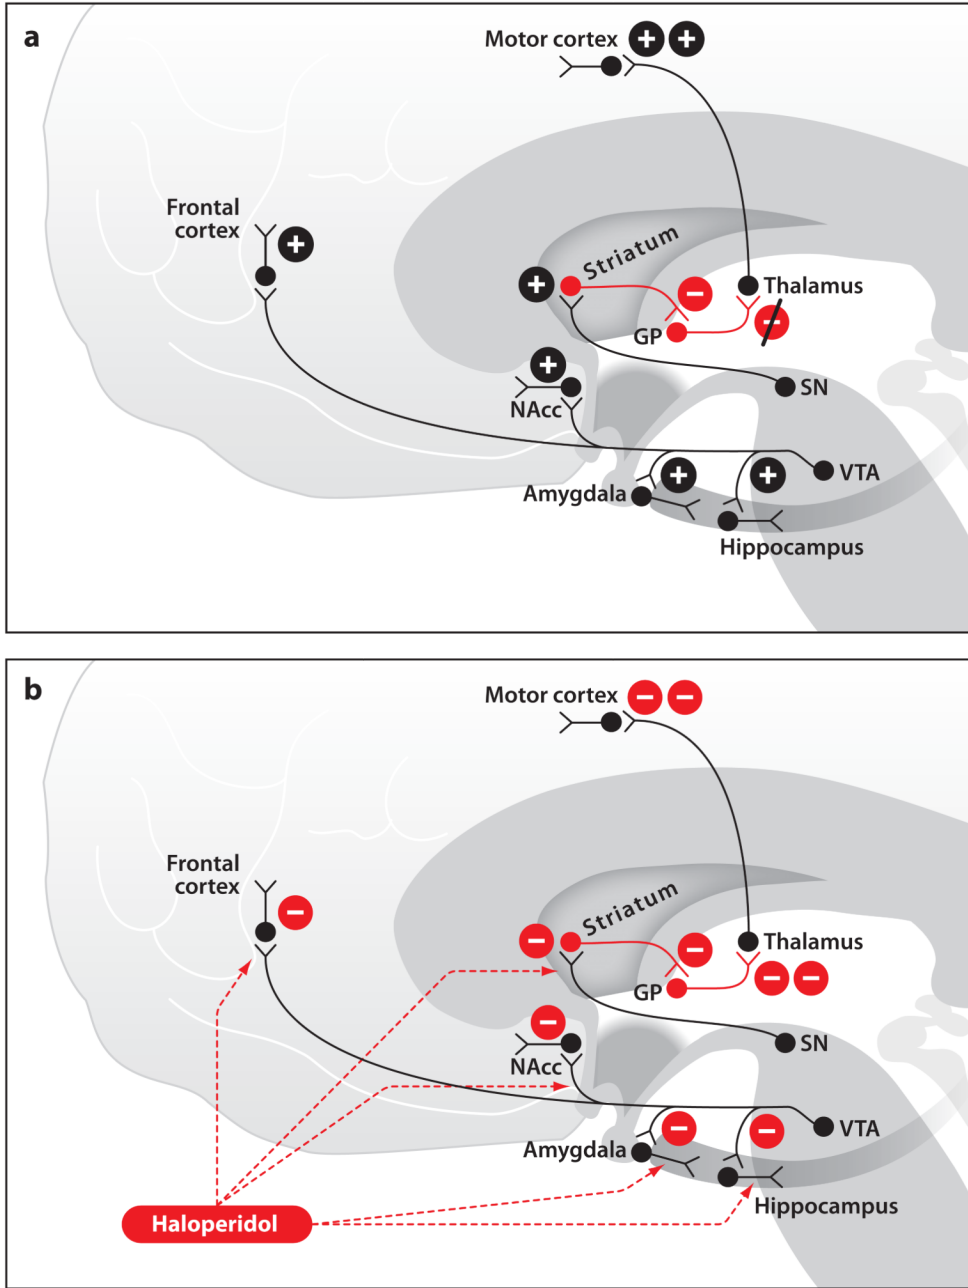 a
Motor cortex + +
Frontal
cortex
+
+
Striatum
−
Thalamus
GP
−
+
NAcc
SN
+
+
VTA
Amygdala
Hippocampus
b
Motor cortex − −
Frontal
cortex
−
Striatum
−
−
Thalamus
GP
− −
−
NAcc
SN
−
−
VTA
Amygdala
Hippocampus
Haloperidol